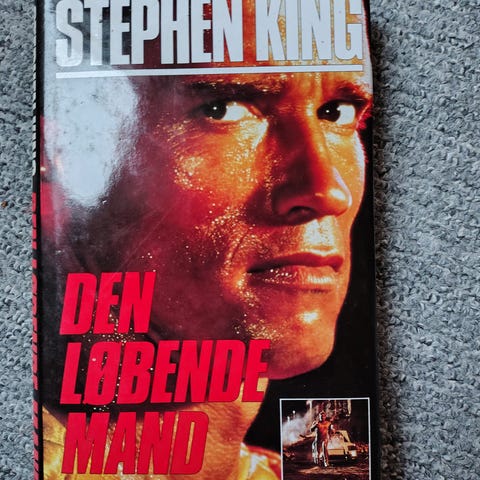 STEPHEN KING
DEN
LØBENDE
MAND